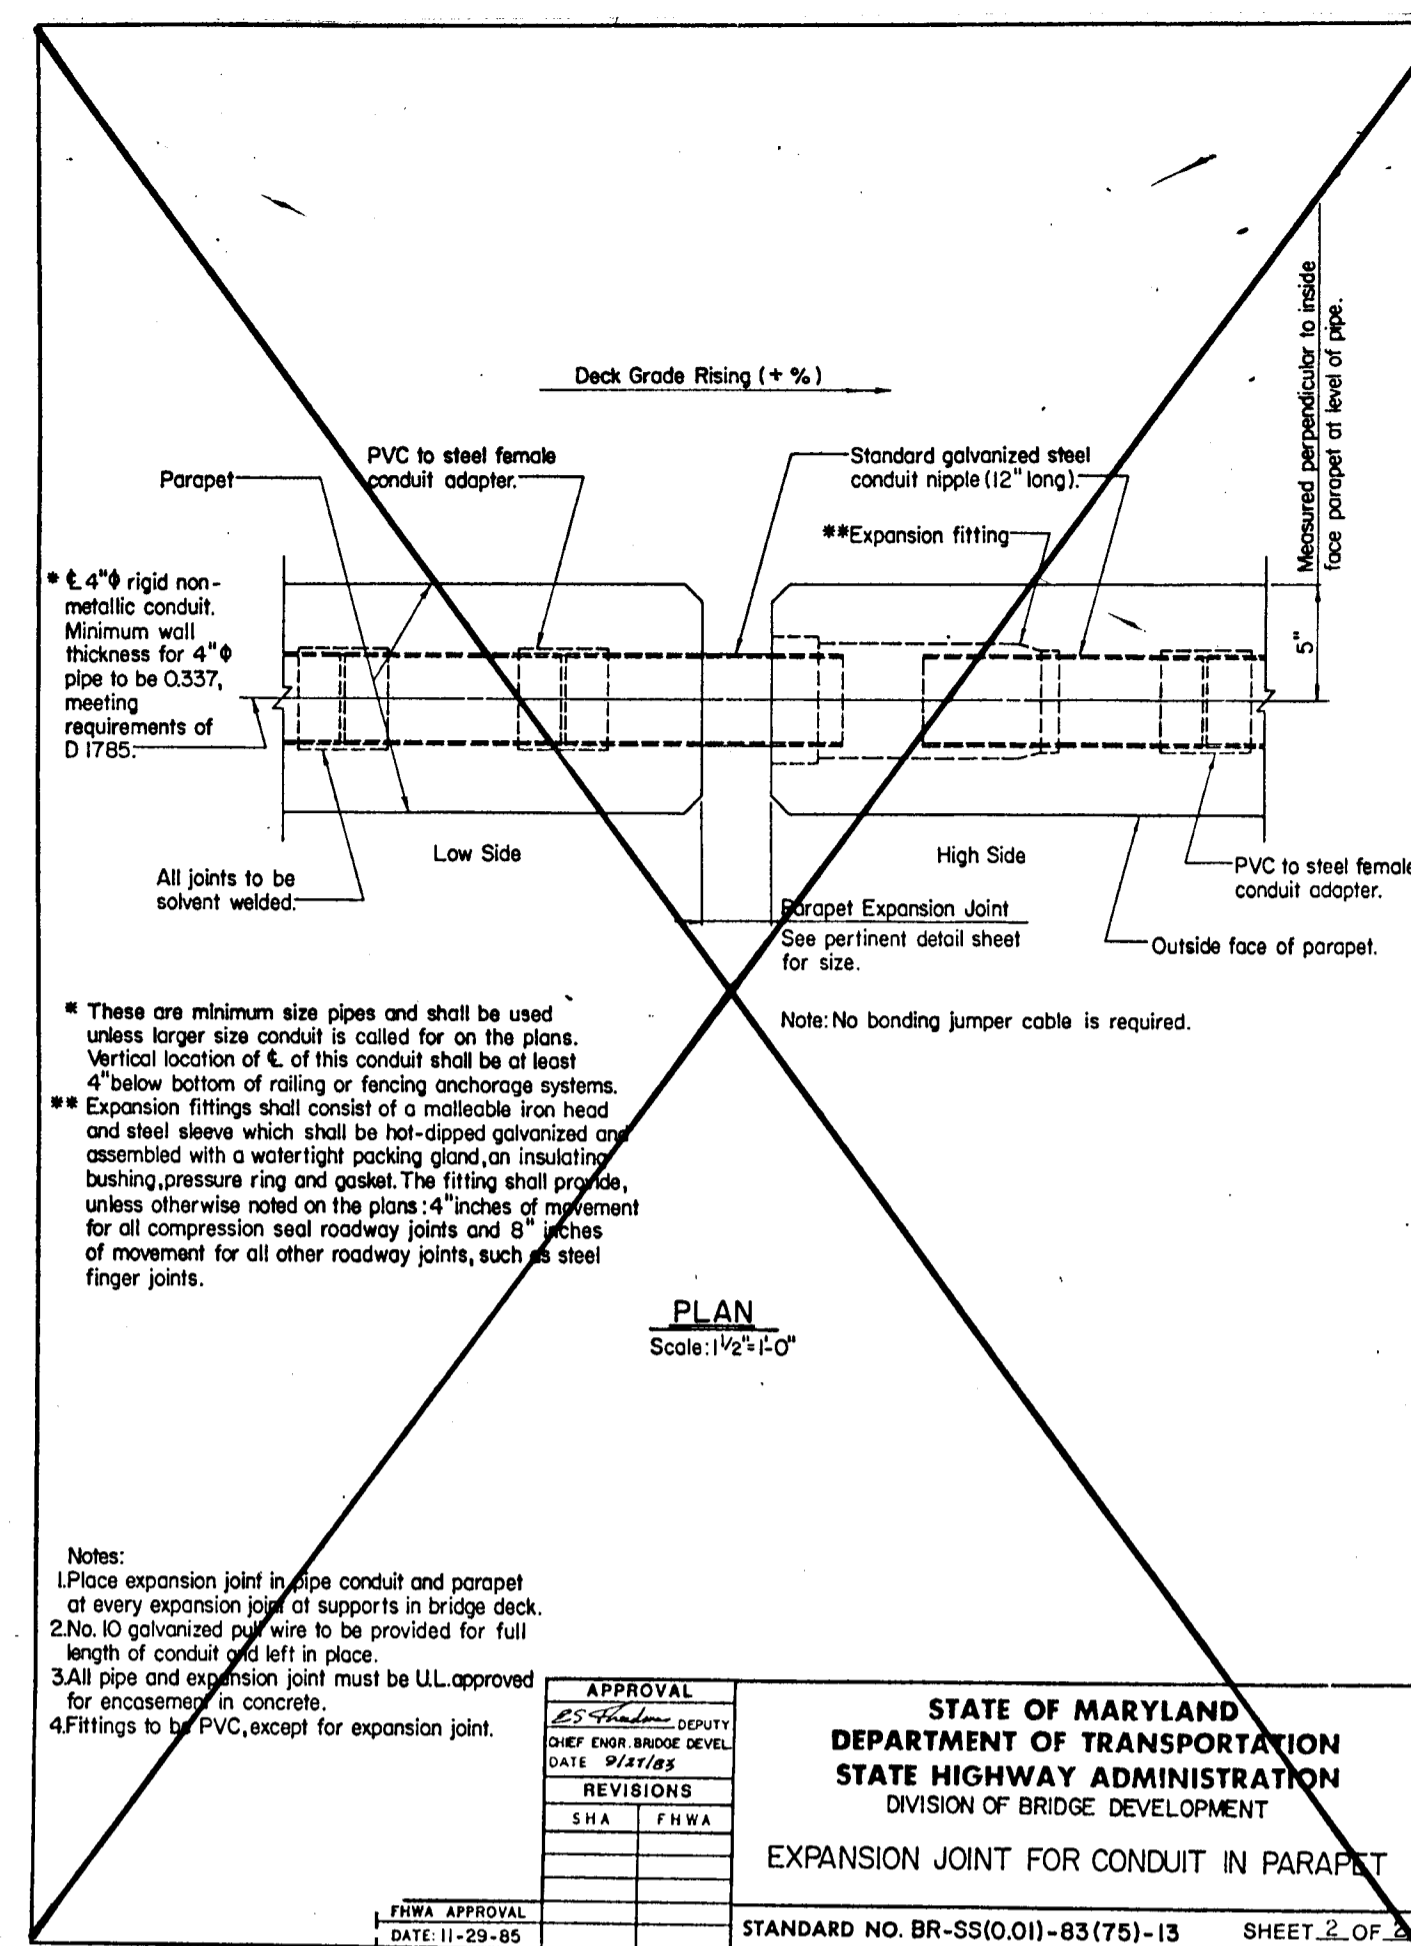 Measured perpendicular to inside
face parapet at level of pipe.
Deck Grade Rising (+ %)
Parapet
PVC to steel female
conduit adapter.
Standard galvanized steel
conduit nipple (12" long).
**Expansion fitting
* ℄ 4"ϕ rigid non-
metallic conduit.
Minimum wall
thickness for 4"ϕ
pipe to be 0.337,
meeting
requirements of
D 1785.
5"
Low Side
High Side
All joints to be
solvent welded.
PVC to steel female
conduit adapter.
Parapet Expansion Joint
See pertinent detail sheet
for size.
Outside face of parapet.
* These are minimum size pipes and shall be used
unless larger size conduit is called for on the plans.
Vertical location of ℄ of this conduit shall be at least
4" below bottom of railing or fencing anchorage systems.
** Expansion fittings shall consist of a malleable iron head
and steel sleeve which shall be hot-dipped galvanized and
assembled with a watertight packing gland, an insulating
bushing, pressure ring and gasket. The fitting shall provide,
unless otherwise noted on the plans: 4" inches of movement
for all compression seal roadway joints and 8" inches
of movement for all other roadway joints, such as steel
finger joints.
Note: No bonding jumper cable is required.
PLAN
Scale: 1 1/2" = 1'-0"
Notes:
1. Place expansion joint in pipe conduit and parapet
at every expansion joint at supports in bridge deck.
2. No. 10 galvanized pull wire to be provided for full
length of conduit and left in place.
3. All pipe and expansion joint must be U.L. approved
for encasement in concrete.
4. Fittings to be PVC, except for expansion joint.
APPROVAL
DEPUTY
CHIEF ENGR. BRIDGE DEVEL.
DATE 9/27/83
REVISIONS
SHA FHWA
FHWA APPROVAL
DATE: 11-29-85
STATE OF MARYLAND
DEPARTMENT OF TRANSPORTATION
STATE HIGHWAY ADMINISTRATION
DIVISION OF BRIDGE DEVELOPMENT
EXPANSION JOINT FOR CONDUIT IN PARAPET
STANDARD NO. BR-SS(0.01)-83(75)-13
SHEET 2 OF 2